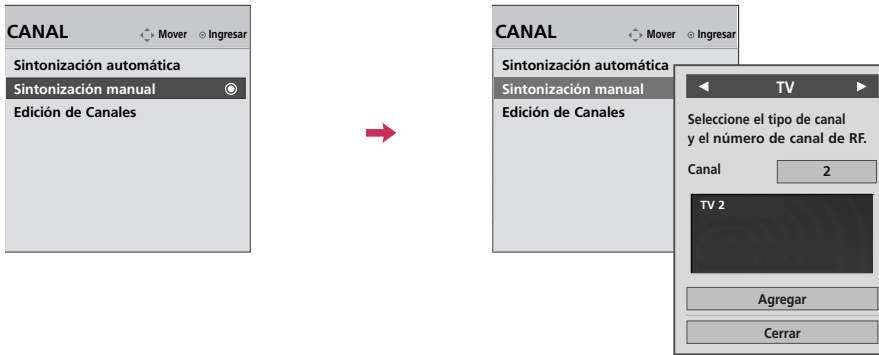 CANAL Mover Ingresar
Sintonización automática
Sintonización manual
Edición de Canales
CANAL Mover Ingresar
Sintonización automática
Sintonización manual
Edición de Canales
TV
Seleccione el tipo de canal
y el número de canal de RF.
Canal 2
TV 2
Agregar
Cerrar